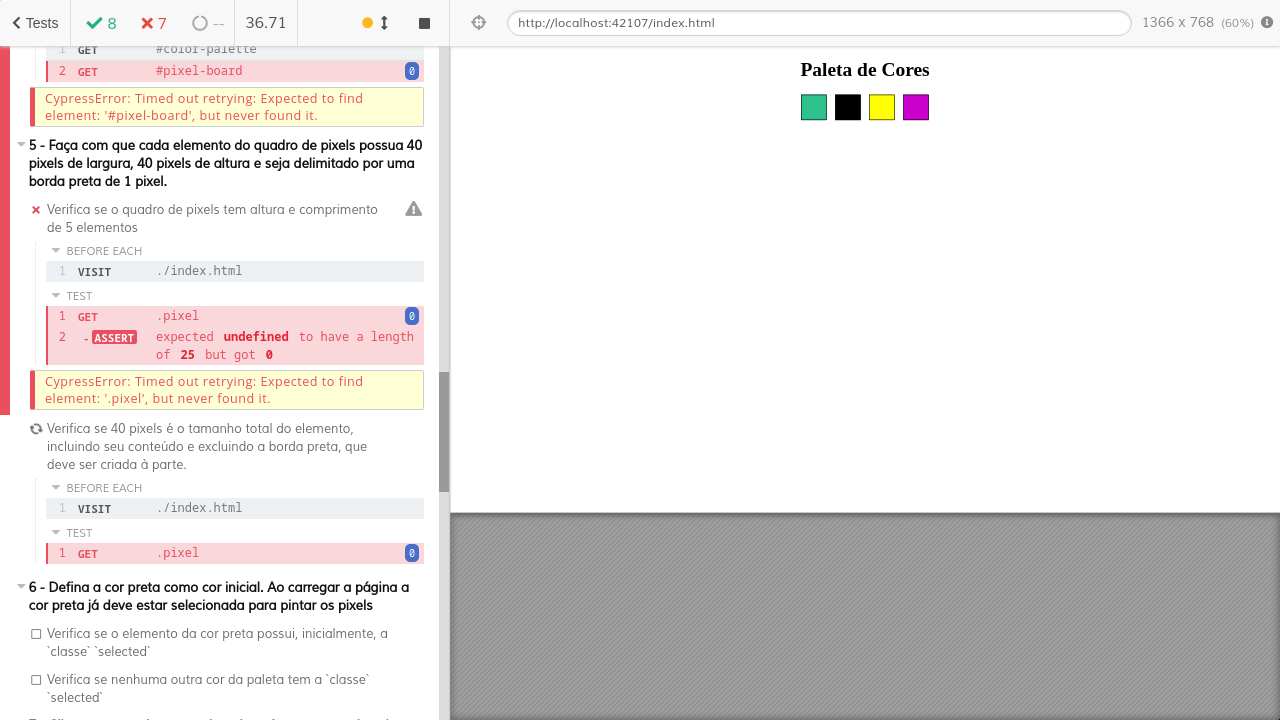 Tests 8 7 -- 36.71
http://localhost:42107/index.html 1366 x 768 (60%)
1 GET #color-palette
2 GET #pixel-board 0
CypressError: Timed out retrying: Expected to find
element: '#pixel-board', but never found it.
5 - Faça com que cada elemento do quadro de pixels possua 40
pixels de largura, 40 pixels de altura e seja delimitado por uma
borda preta de 1 pixel.
Verifica se o quadro de pixels tem altura e comprimento
de 5 elementos
BEFORE EACH
1 VISIT ./index.html
TEST
1 GET .pixel 0
2 -ASSERT expected undefined to have a length
of 25 but got 0
CypressError: Timed out retrying: Expected to find
element: '.pixel', but never found it.
Verifica se 40 pixels é o tamanho total do elemento,
incluindo seu conteúdo e excluindo a borda preta, que
deve ser criada à parte.
BEFORE EACH
1 VISIT ./index.html
TEST
1 GET .pixel 0
6 - Defina a cor preta como cor inicial. Ao carregar a página a
cor preta já deve estar selecionada para pintar os pixels
Verifica se o elemento da cor preta possui, inicialmente, a
`classe` `selected`
Verifica se nenhuma outra cor da paleta tem a `classe`
`selected`
Paleta de Cores